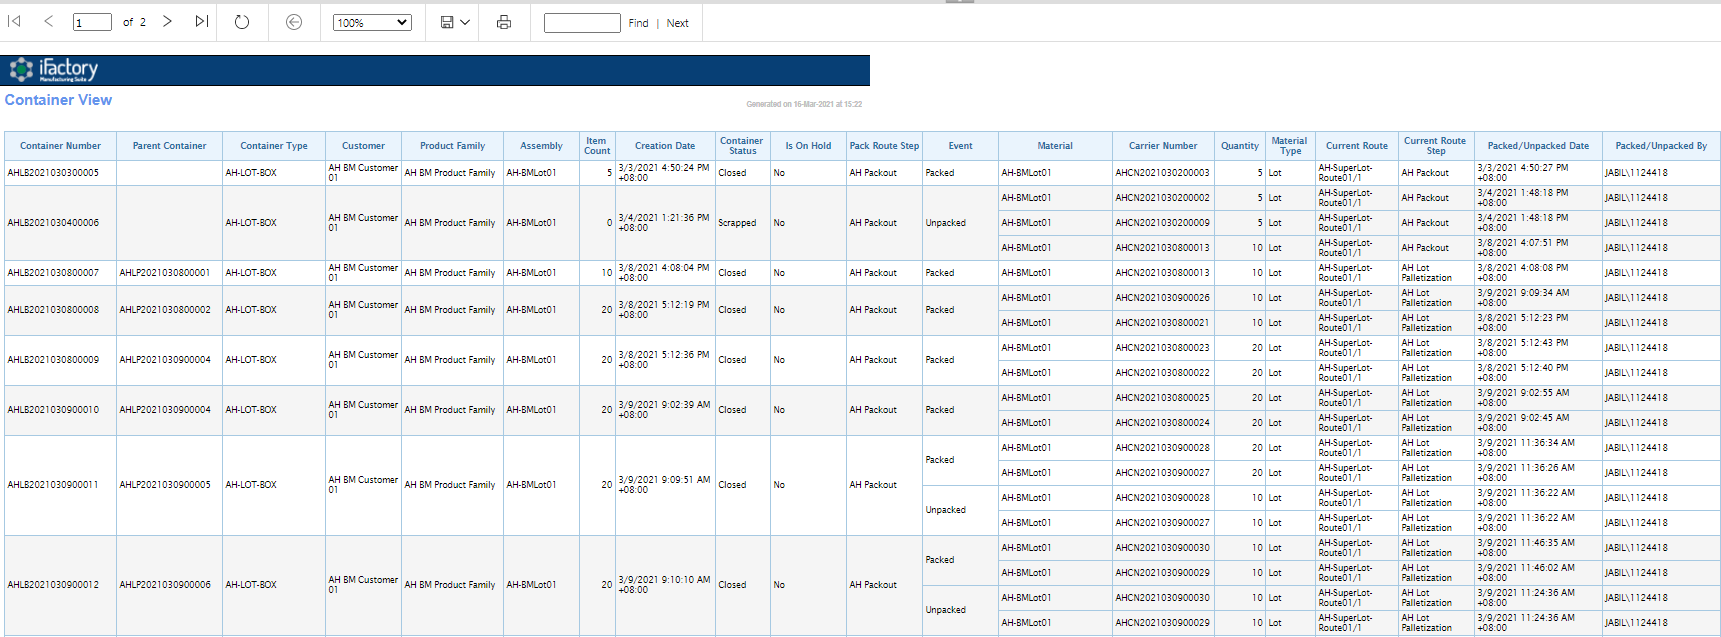 1 of 2 100% Find | Next
iFactory
Manufacturing Suite
Container View
Generated on 16-Mar-2021 at 15:22
Container Number Parent Container Container Type Customer Product Family Assembly Item Count Creation Date Container Status Is On Hold Pack Route Step Event Material Carrier Number Quantity Material Type Current Route Current Route Step Packed/Unpacked Date Packed/Unpacked By
AHLB2021030300005 AH-LOT-BOX AH BM Customer 01 AH BM Product Family AH-BMLot01 5 3/3/2021 4:50:24 PM +08:00 Closed No AH Packout Packed AH-BMLot01 AHCN2021030200003 5 Lot AH-SuperLot-Route01/1 AH Packout 3/3/2021 4:50:27 PM +08:00 JABIL\1124418
AHLB2021030400006 AH-LOT-BOX AH BM Customer 01 AH BM Product Family AH-BMLot01 0 3/4/2021 1:21:36 PM +08:00 Scrapped No AH Packout Unpacked AH-BMLot01 AHCN2021030200002 5 Lot AH-SuperLot-Route01/1 AH Packout 3/4/2021 1:48:18 PM +08:00 JABIL\1124418
AH-BMLot01 AHCN2021030200009 5 Lot AH-SuperLot-Route01/1 AH Packout 3/4/2021 1:48:18 PM +08:00 JABIL\1124418
AH-BMLot01 AHCN2021030800013 10 Lot AH-SuperLot-Route01/1 AH Packout 3/8/2021 4:07:51 PM +08:00 JABIL\1124418
AHLB2021030800007 AHLP2021030800001 AH-LOT-BOX AH BM Customer 01 AH BM Product Family AH-BMLot01 10 3/8/2021 4:08:04 PM +08:00 Closed No AH Packout Packed AH-BMLot01 AHCN2021030800013 10 Lot AH-SuperLot-Route01/1 AH Lot Palletization 3/8/2021 4:08:08 PM +08:00 JABIL\1124418
AHLB2021030800008 AHLP2021030800002 AH-LOT-BOX AH BM Customer 01 AH BM Product Family AH-BMLot01 20 3/8/2021 5:12:19 PM +08:00 Closed No AH Packout Packed AH-BMLot01 AHCN2021030900026 10 Lot AH-SuperLot-Route01/1 AH Lot Palletization 3/9/2021 9:09:34 AM +08:00 JABIL\1124418
AH-BMLot01 AHCN2021030800021 10 Lot AH-SuperLot-Route01/1 AH Lot Palletization 3/8/2021 5:12:23 PM +08:00 JABIL\1124418
AHLB2021030800009 AHLP2021030900004 AH-LOT-BOX AH BM Customer 01 AH BM Product Family AH-BMLot01 20 3/8/2021 5:12:36 PM +08:00 Closed No AH Packout Packed AH-BMLot01 AHCN2021030800023 20 Lot AH-SuperLot-Route01/1 AH Lot Palletization 3/8/2021 5:12:43 PM +08:00 JABIL\1124418
AH-BMLot01 AHCN2021030800022 20 Lot AH-SuperLot-Route01/1 AH Lot Palletization 3/8/2021 5:12:40 PM +08:00 JABIL\1124418
AHLB2021030900010 AHLP2021030900004 AH-LOT-BOX AH BM Customer 01 AH BM Product Family AH-BMLot01 20 3/9/2021 9:02:39 AM +08:00 Closed No AH Packout Packed AH-BMLot01 AHCN2021030800025 20 Lot AH-SuperLot-Route01/1 AH Lot Palletization 3/9/2021 9:02:55 AM +08:00 JABIL\1124418
AH-BMLot01 AHCN2021030800024 20 Lot AH-SuperLot-Route01/1 AH Lot Palletization 3/9/2021 9:02:45 AM +08:00 JABIL\1124418
AHLB2021030900011 AHLP2021030900005 AH-LOT-BOX AH BM Customer 01 AH BM Product Family AH-BMLot01 20 3/9/2021 9:09:51 AM +08:00 Closed No AH Packout Packed AH-BMLot01 AHCN2021030900028 20 Lot AH-SuperLot-Route01/1 AH Lot Palletization 3/9/2021 11:36:34 AM +08:00 JABIL\1124418
AH-BMLot01 AHCN2021030900027 20 Lot AH-SuperLot-Route01/1 AH Lot Palletization 3/9/2021 11:36:26 AM +08:00 JABIL\1124418
Unpacked AH-BMLot01 AHCN2021030900028 10 Lot AH-SuperLot-Route01/1 AH Lot Palletization 3/9/2021 11:36:22 AM +08:00 JABIL\1124418
AH-BMLot01 AHCN2021030900027 10 Lot AH-SuperLot-Route01/1 AH Lot Palletization 3/9/2021 11:36:22 AM +08:00 JABIL\1124418
AHLB2021030900012 AHLP2021030900006 AH-LOT-BOX AH BM Customer 01 AH BM Product Family AH-BMLot01 20 3/9/2021 9:10:10 AM +08:00 Closed No AH Packout Packed AH-BMLot01 AHCN2021030900030 10 Lot AH-SuperLot-Route01/1 AH Lot Palletization 3/9/2021 11:46:35 AM +08:00 JABIL\1124418
AH-BMLot01 AHCN2021030900029 10 Lot AH-SuperLot-Route01/1 AH Lot Palletization 3/9/2021 11:46:02 AM +08:00 JABIL\1124418
Unpacked AH-BMLot01 AHCN2021030900030 10 Lot AH-SuperLot-Route01/1 AH Lot Palletization 3/9/2021 11:24:36 AM +08:00 JABIL\1124418
AH-BMLot01 AHCN2021030900029 10 Lot AH-SuperLot-Route01/1 AH Lot Palletization 3/9/2021 11:24:36 AM +08:00 JABIL\1124418